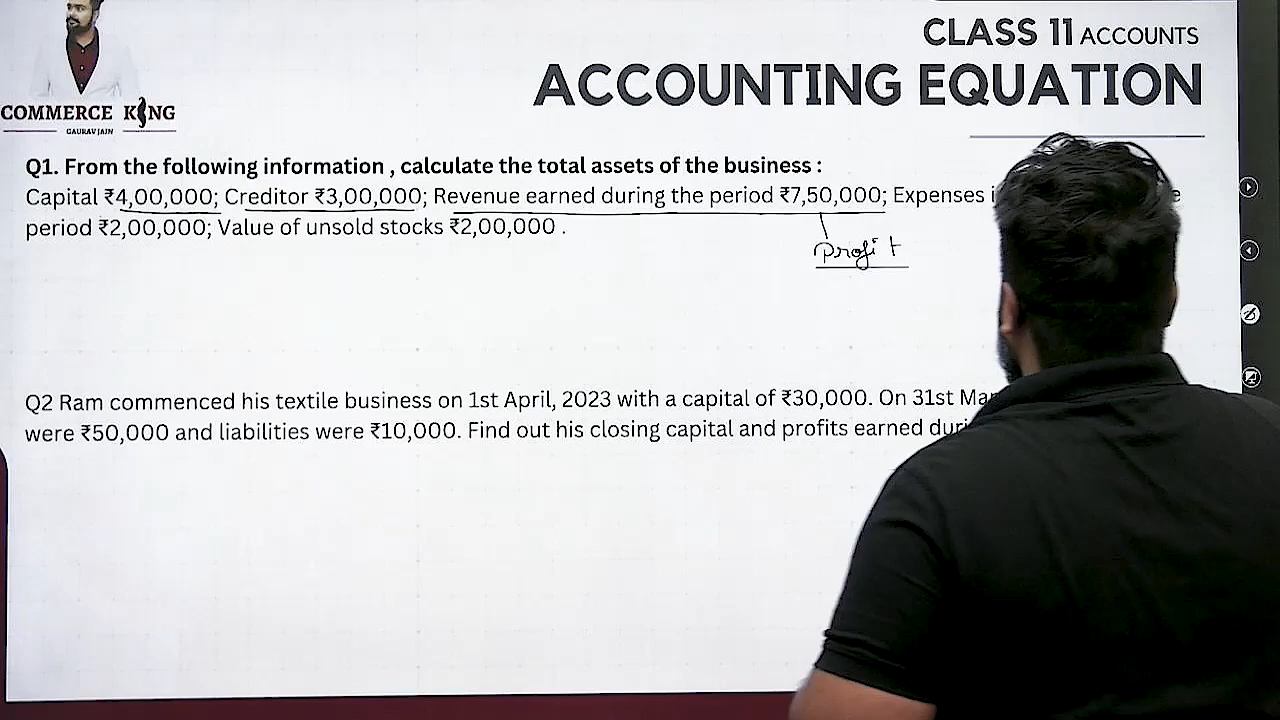 COMMERCE KING
GAURAV JAIN
CLASS 11 ACCOUNTS
ACCOUNTING EQUATION
Q1. From the following information , calculate the total assets of the business :
Capital ₹4,00,000; Creditor ₹3,00,000; Revenue earned during the period ₹7,50,000; Expenses
period ₹2,00,000; Value of unsold stocks ₹2,00,000 .
Profit
Q2 Ram commenced his textile business on 1st April, 2023 with a capital of ₹30,000. On 31st
were ₹50,000 and liabilities were ₹10,000. Find out his closing capital and profits earned